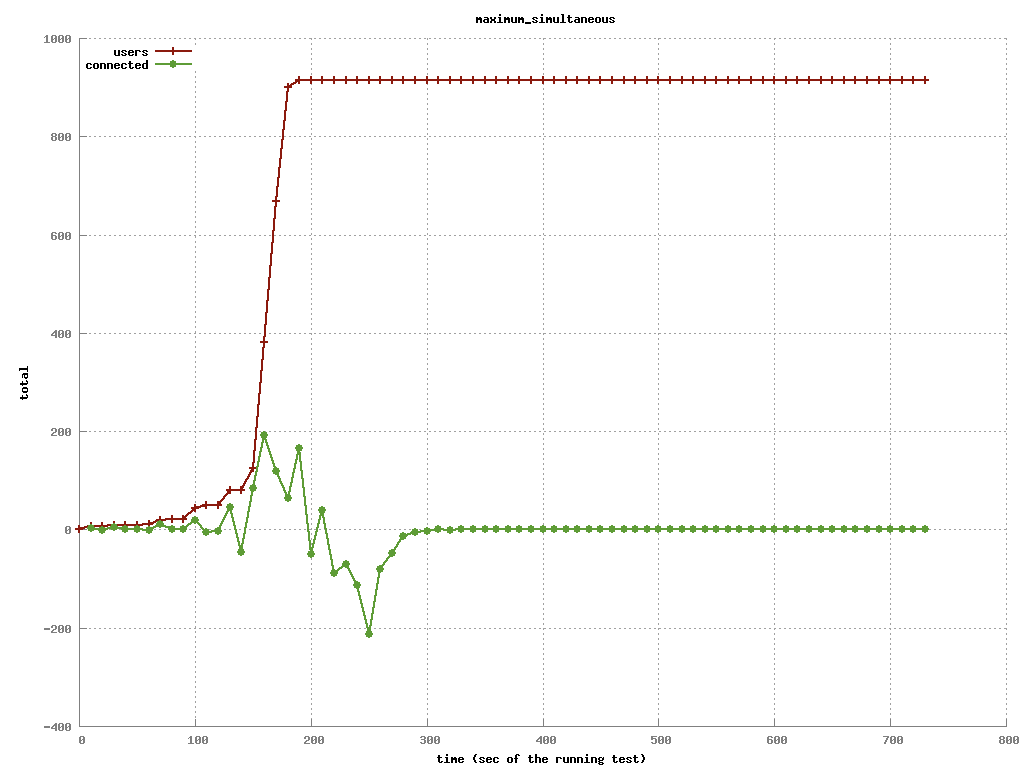 maximum_simultaneous
users
connected
1000
800
600
400
200
0
-200
-400
total
0 100 200 300 400 500 600 700 800
time (sec of the running test)